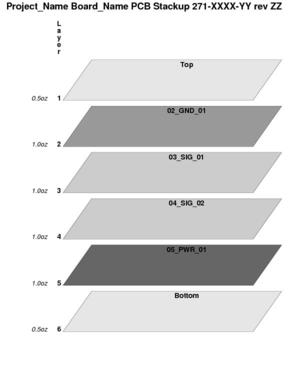 Project_Name Board_Name PCB Stackup 271-XXXX-YY rev ZZ
Layer
Top
0.5oz 1
02_GND_01
1.0oz 2
03_SIG_01
1.0oz 3
04_SIG_02
1.0oz 4
05_PWR_01
1.0oz 5
Bottom
0.5oz 6